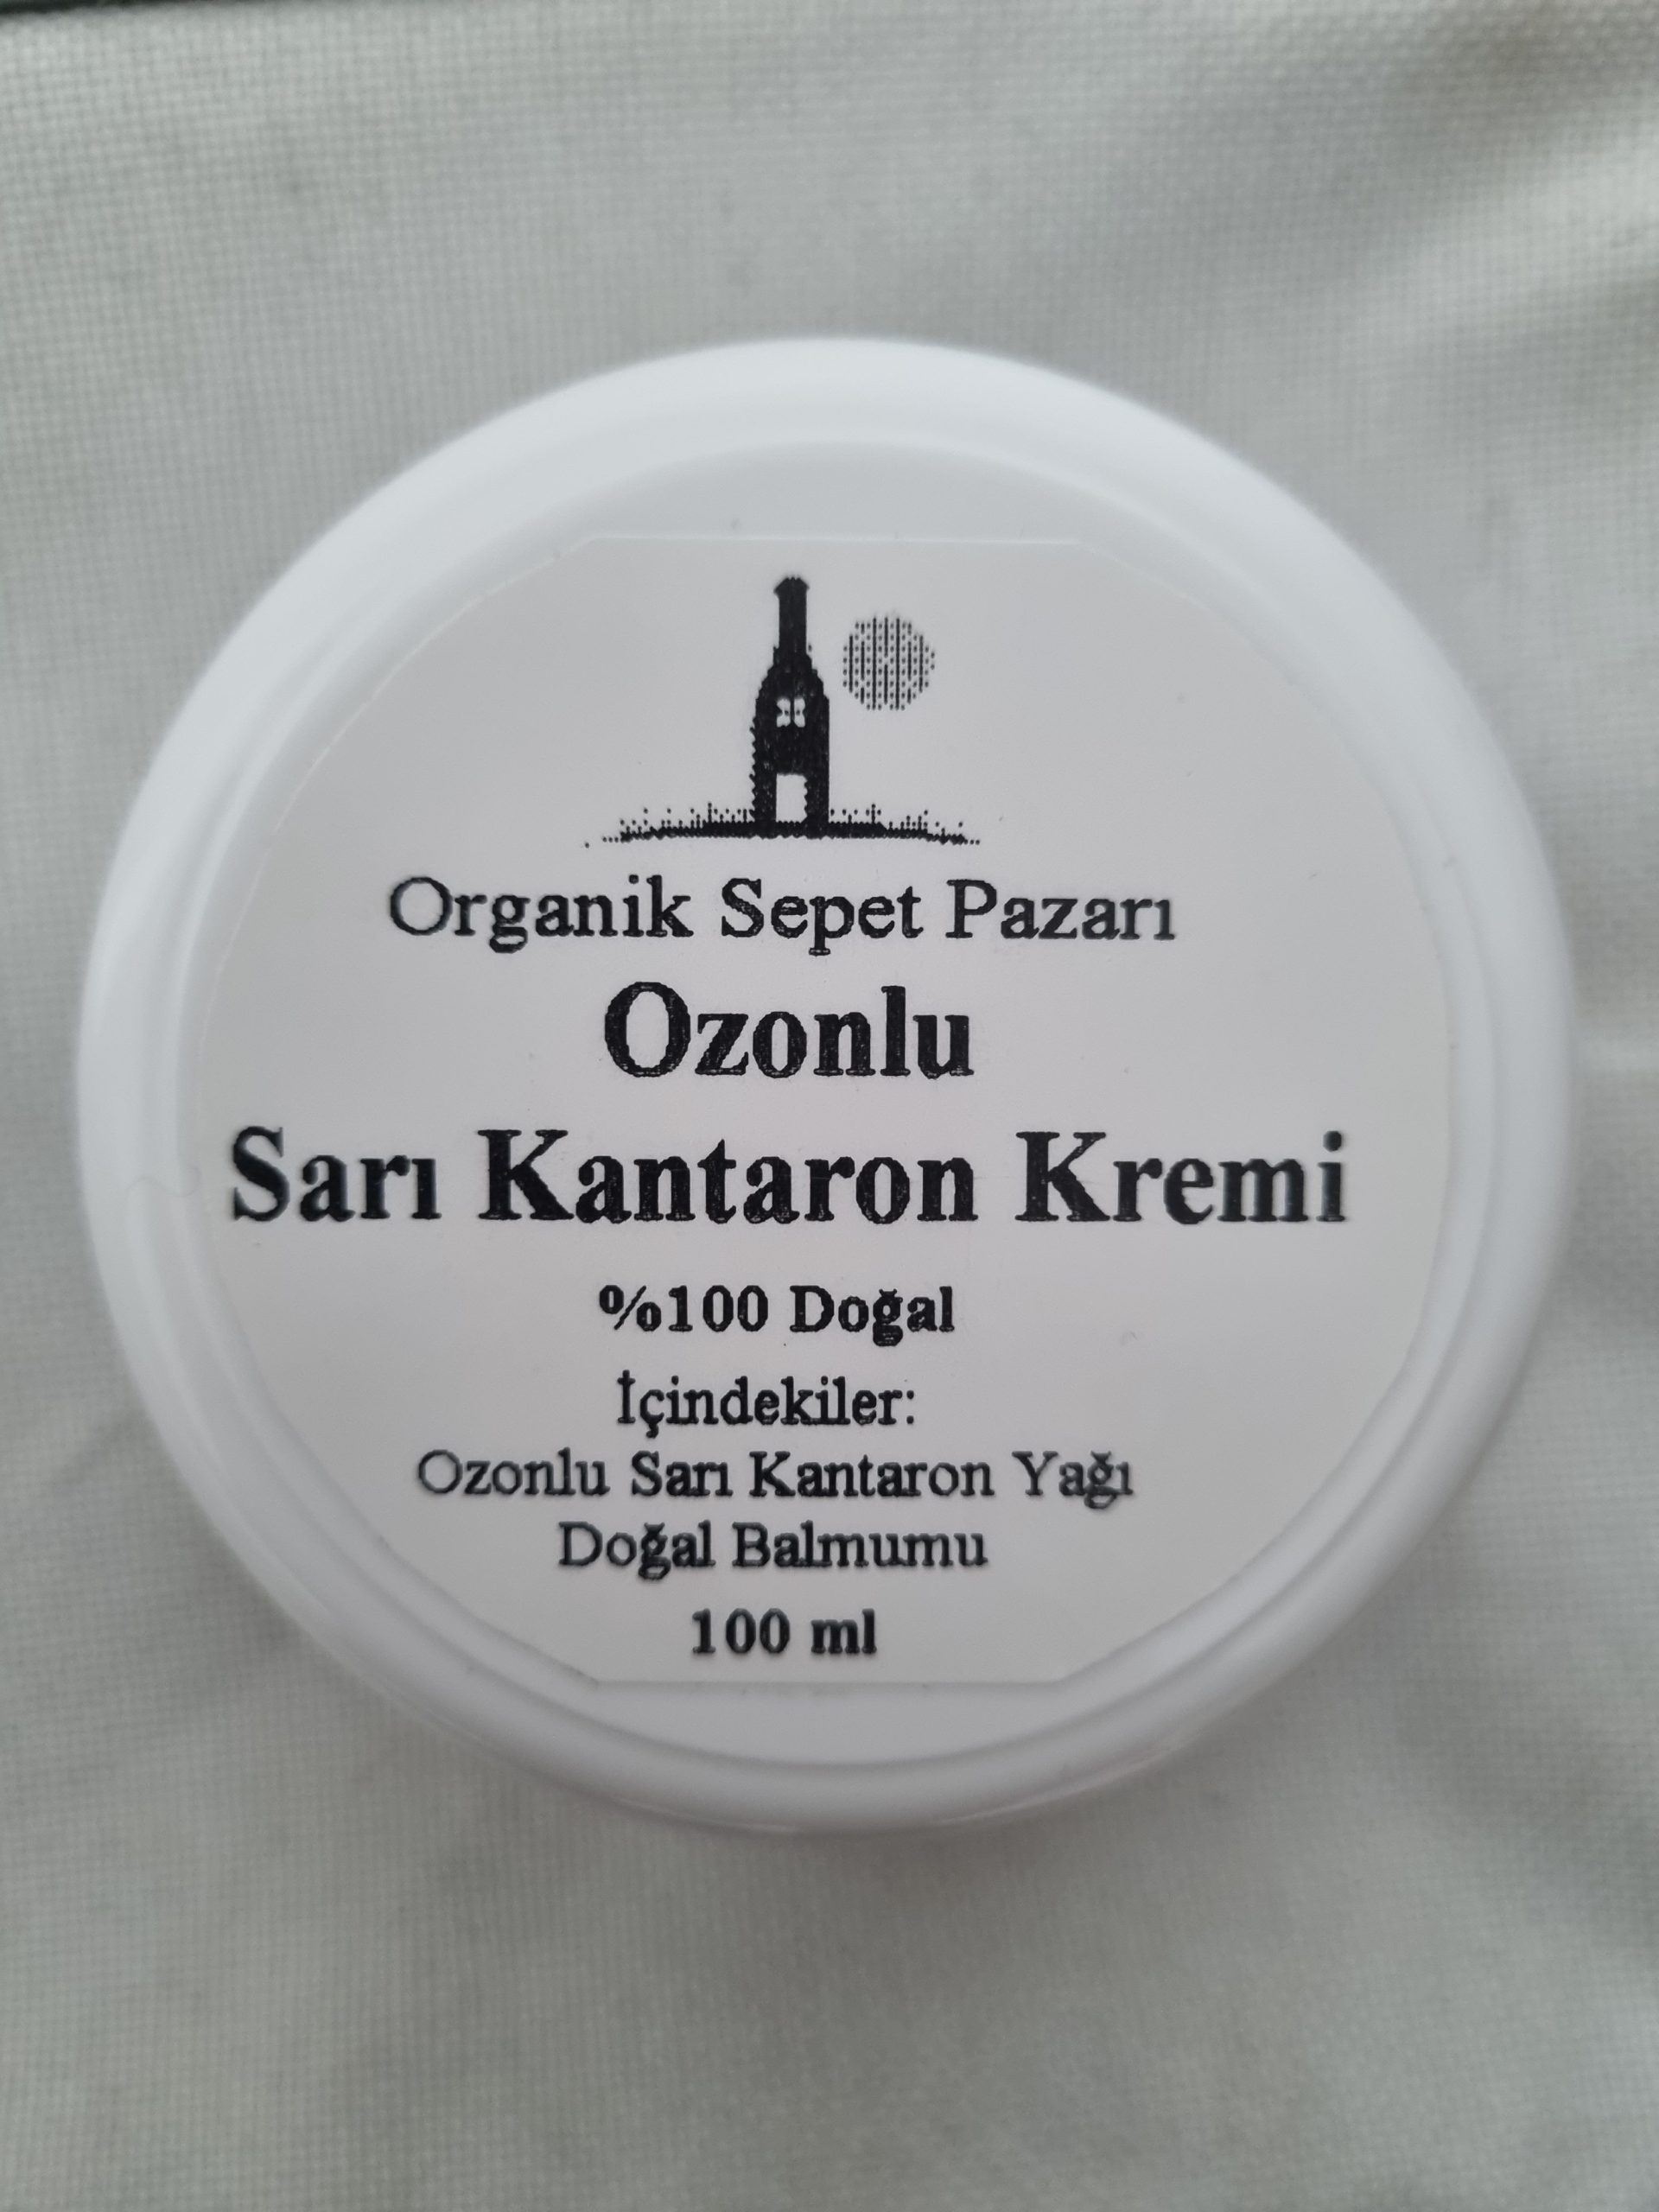 Organik Sepet Pazarı
Ozonlu
Sarı Kantaron Kremi
%100 Doğal
İçindekiler:
Ozonlu Sarı Kantaron Yağı
Doğal Balmumu
100 ml